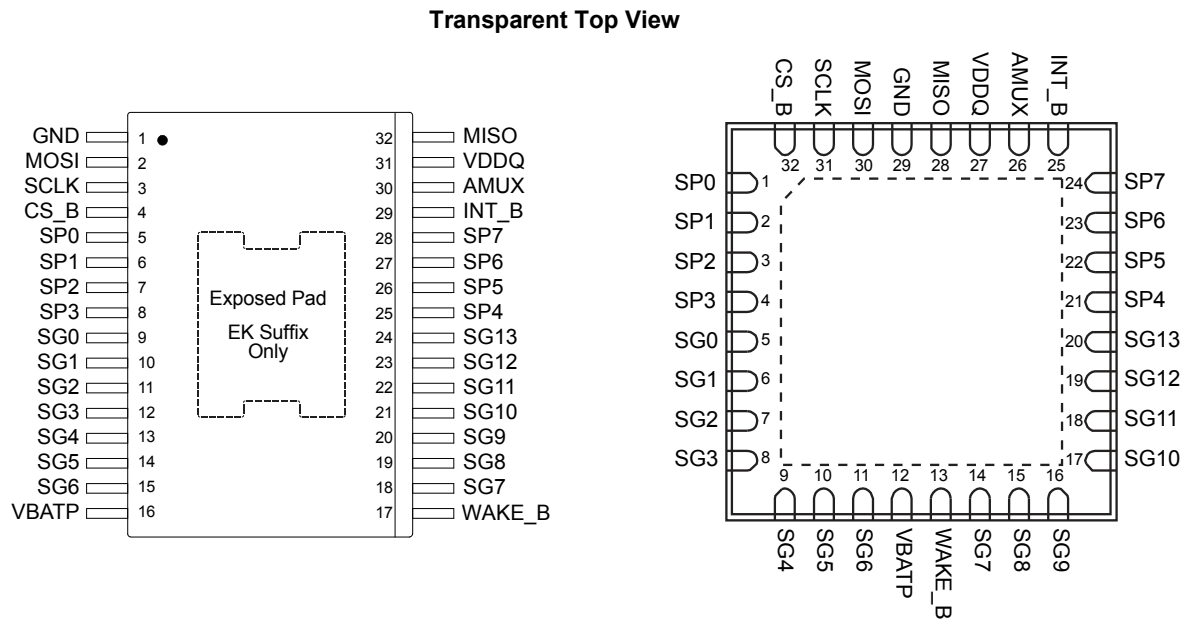 Transparent Top View
GND 1
MOSI 2
SCLK 3
CS_B 4
SP0 5
SP1 6
SP2 7
SP3 8
SG0 9
SG1 10
SG2 11
SG3 12
SG4 13
SG5 14
SG6 15
VBATP 16
Exposed Pad
EK Suffix
Only
32 MISO
31 VDDQ
30 AMUX
29 INT_B
28 SP7
27 SP6
26 SP5
25 SP4
24 SG13
23 SG12
22 SG11
21 SG10
20 SG9
19 SG8
18 SG7
17 WAKE_B
CS_B
SCLK
MOSI
GND
MISO
VDDQ
AMUX
INT_B
32 31 30 29 28 27 26 25
SP0 1
SP1 2
SP2 3
SP3 4
SG0 5
SG1 6
SG2 7
SG3 8
24 SP7
23 SP6
22 SP5
21 SP4
20 SG13
19 SG12
18 SG11
17 SG10
9 10 11 12 13 14 15 16
SG4
SG5
SG6
VBATP
WAKE_B
SG7
SG8
SG9